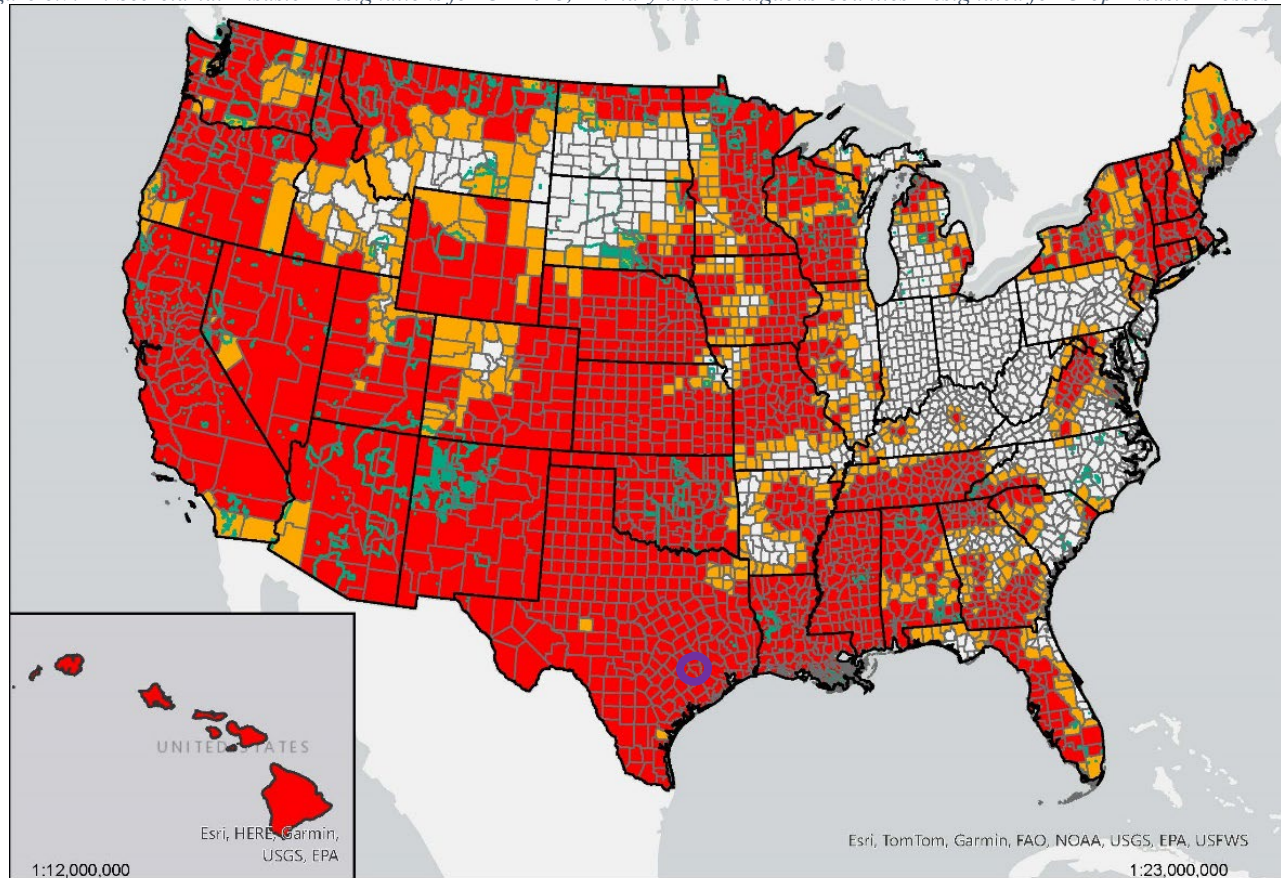 UNITED STATES
Esri, HERE, Garmin,
USGS, EPA
1:12,000,000
Esri, TomTom, Garmin, FAO, NOAA, USGS, EPA, USFWS
1:23,000,000